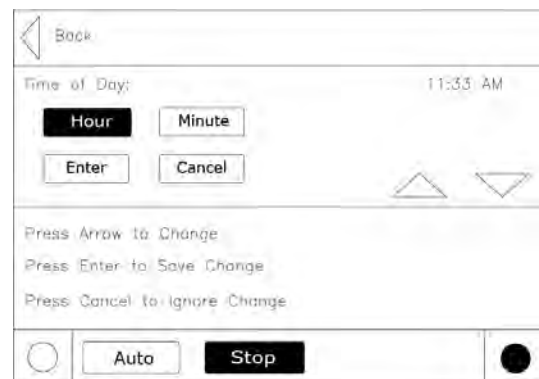 Back
Time of Day: 11:33 AM
Hour Minute
Enter Cancel
Press Arrow to Change
Press Enter to Save Change
Press Cancel to Ignore Change
Auto Stop